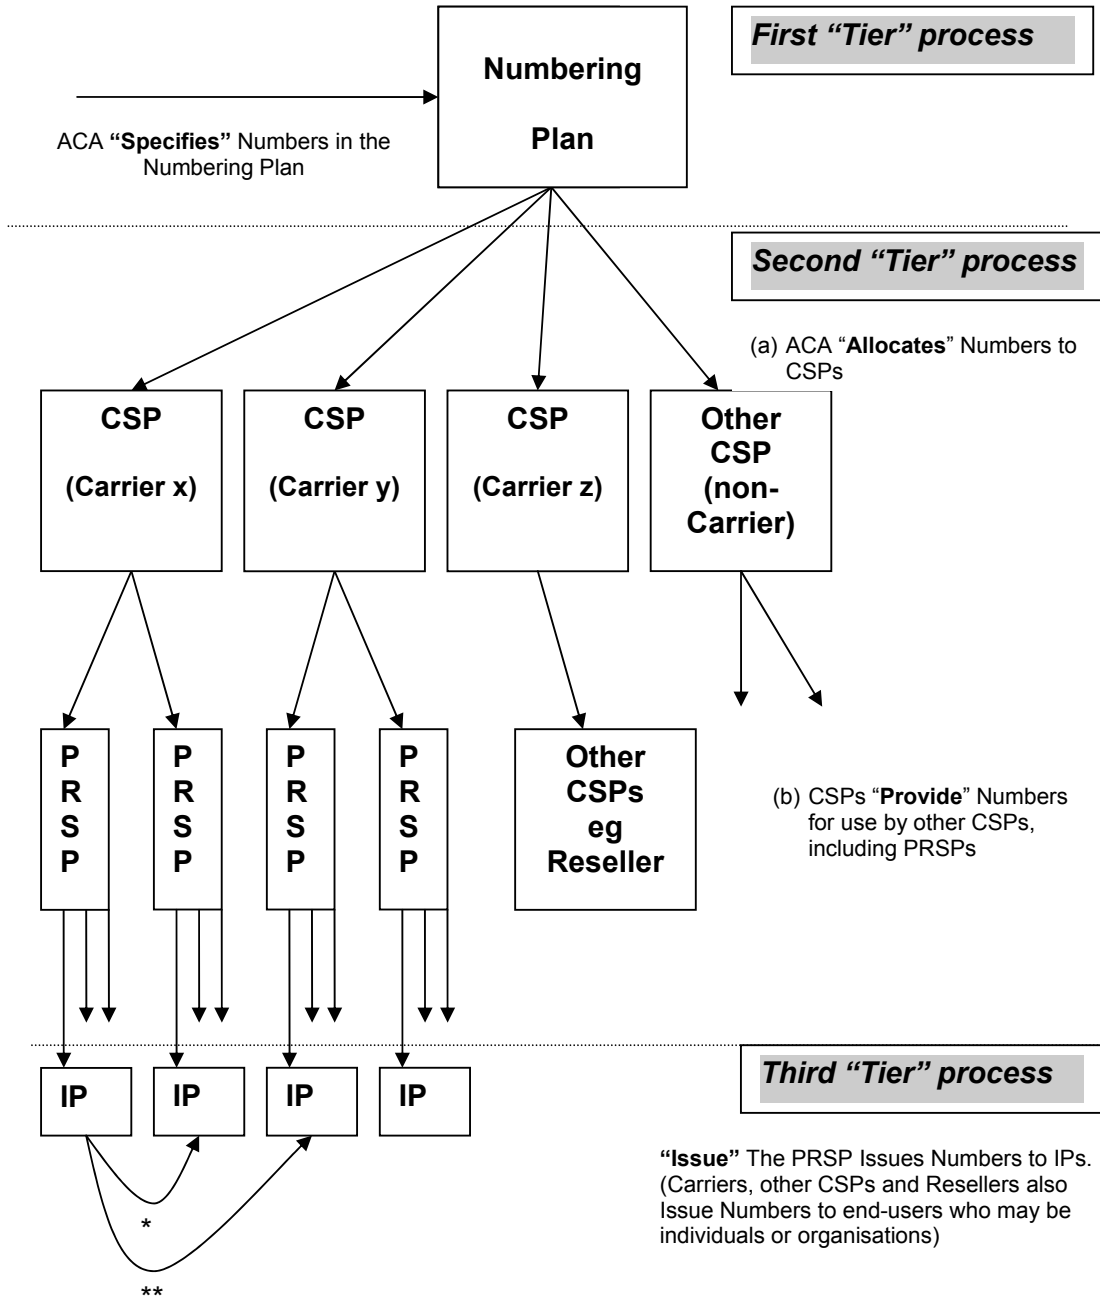 First “Tier” process
Numbering
Plan
ACA “Specifies” Numbers in the
Numbering Plan
Second “Tier” process
(a) ACA “Allocates” Numbers to
CSPs
CSP
(Carrier x)
CSP
(Carrier y)
CSP
(Carrier z)
Other
CSP
(non-
Carrier)
P
R
S
P
P
R
S
P
P
R
S
P
P
R
S
P
Other
CSPs
eg
Reseller
(b) CSPs “Provide” Numbers
for use by other CSPs,
including PRSPs
Third “Tier” process
IP
IP
IP
IP
“Issue” The PRSP Issues Numbers to IPs.
(Carriers, other CSPs and Resellers also
Issue Numbers to end-users who may be
individuals or organisations)
*
**